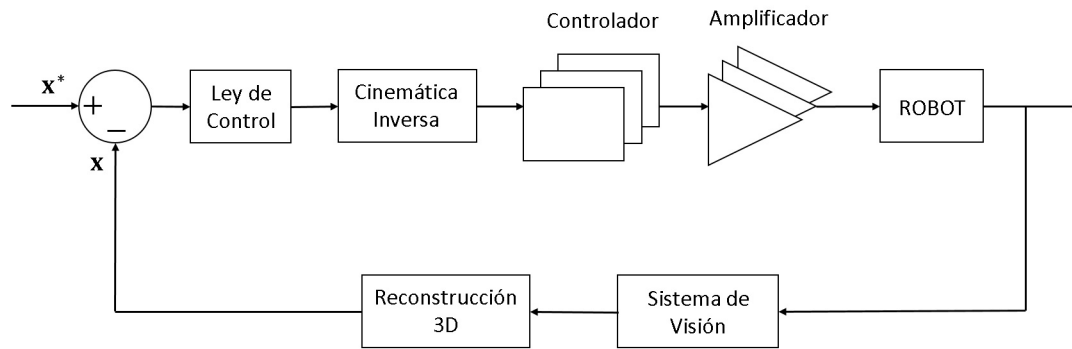 Controlador
Amplificador
x*
+
−
x
Ley de
Control
Cinemática
Inversa
ROBOT
Reconstrucción
3D
Sistema de
Visión